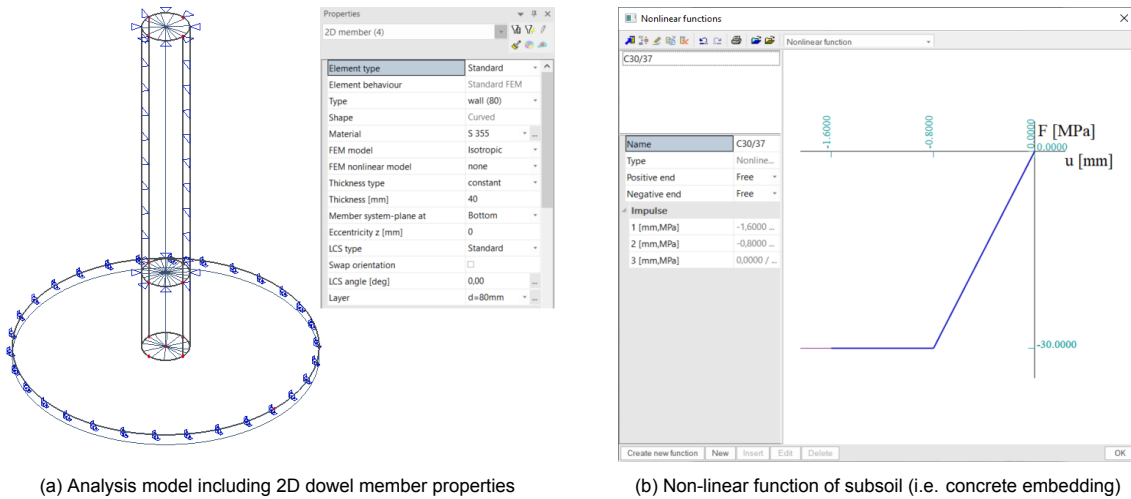 Properties
2D member (4)
Element type Standard
Element behaviour Standard FEM
Type wall (80)
Shape Curved
Material S 355 ...
FEM model Isotropic
FEM nonlinear model none
Thickness type constant
Thickness [mm] 40
Member system-plane at Bottom
Eccentricity z [mm] 0
LCS type Standard
Swap orientation
LCS angle [deg] 0,00 ...
Layer d=80mm ...
(a) Analysis model including 2D dowel member properties
Nonlinear functions
Nonlinear function
C30/37
Name C30/37
Type Nonline...
Positive end Free
Negative end Free
Impulse
1 [mm,MPa] -1,6000 ...
2 [mm,MPa] -0,8000 ...
3 [mm,MPa] 0,0000 / ...
-1.6000
-0.8000
0.0000
F [MPa]
0.0000
u [mm]
-30.0000
Create new function New Insert Edit Delete OK
(b) Non-linear function of subsoil (i.e. concrete embedding)